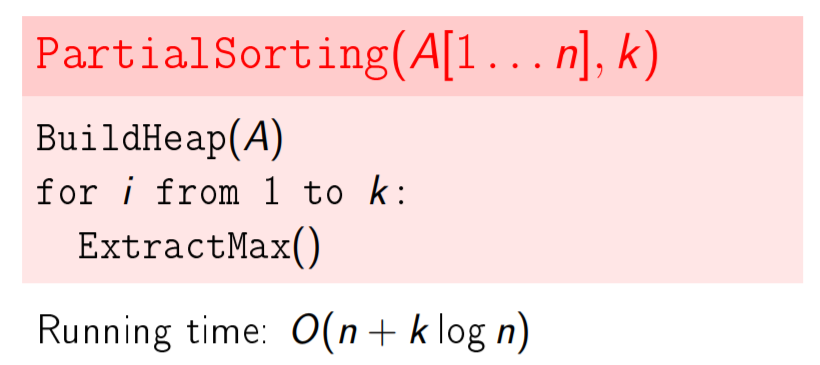 PartialSorting(A[1 . . . n], k)
BuildHeap(A)
for i from 1 to k:
ExtractMax()
Running time: O(n + k log n)